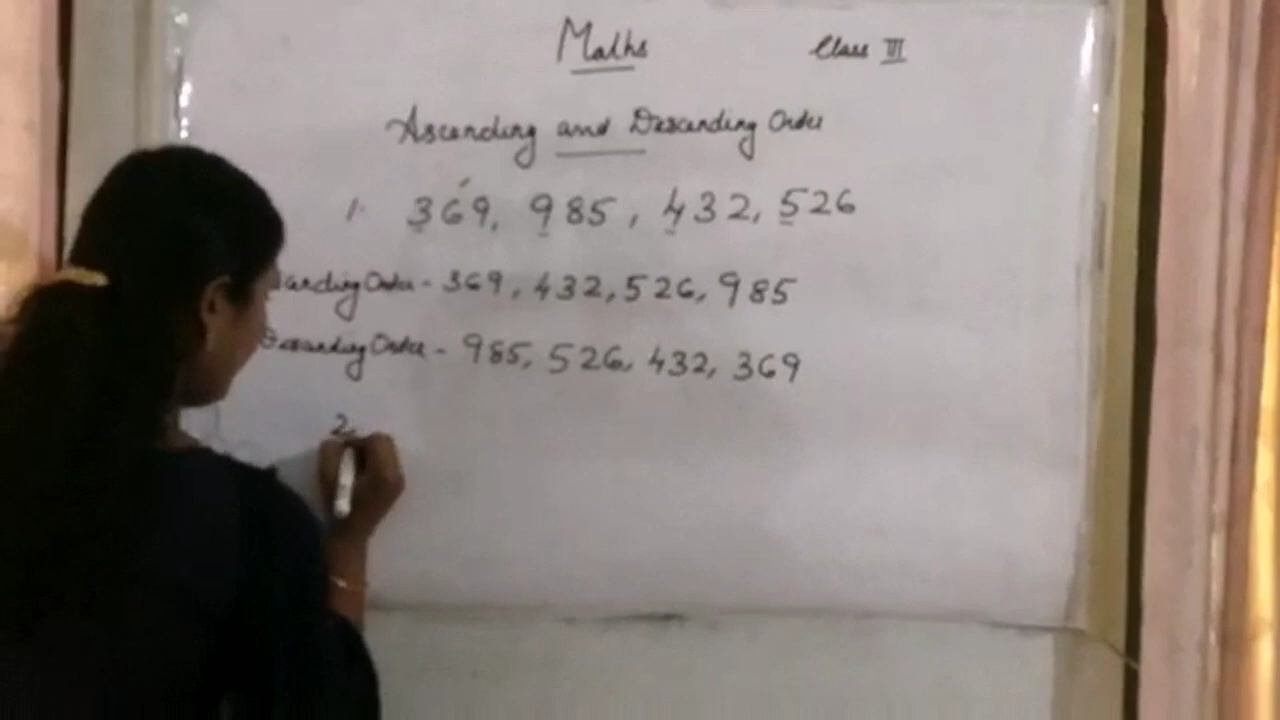 Maths Class III
Ascending and Descending Order
1. 369, 985, 432, 526
Order - 369, 432, 526, 985
Descending Order - 985, 526, 432, 369
2.